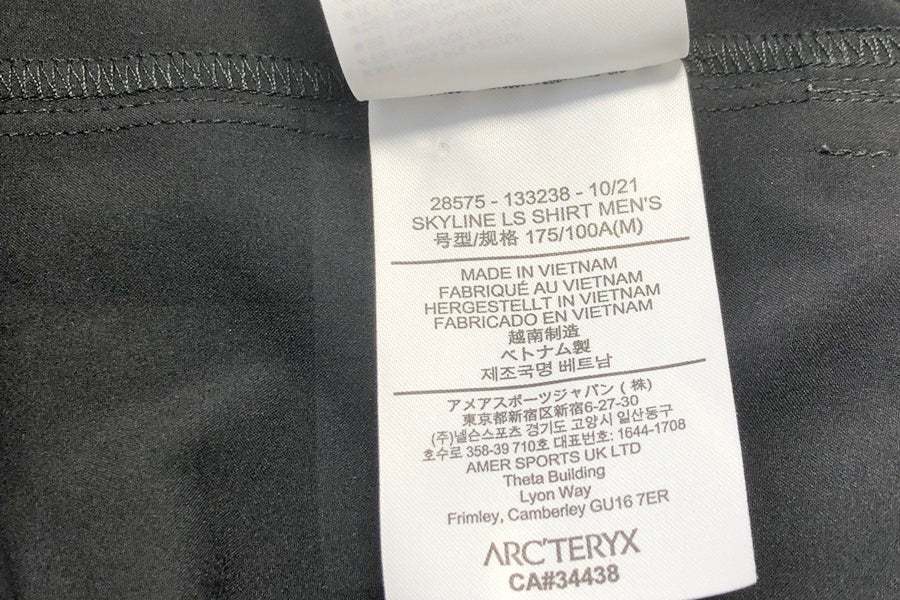 28575 - 133238 - 10/21
SKYLINE LS SHIRT MEN'S
号型/规格 175/100A(M)
MADE IN VIETNAM
FABRIQUÉ AU VIETNAM
HERGESTELLT IN VIETNAM
FABRICADO EN VIETNAM
越南制造
ベトナム製
제조국명 베트남
アメアスポーツジャパン (株)
東京都新宿区新宿6-27-30
(주)넬슨스포츠 경기도 고양시 일산동구
호수로 358-39 710호 대표번호: 1644-1708
AMER SPORTS UK LTD
Theta Building
Lyon Way
Frimley, Camberley GU16 7ER
ARC'TERYX
CA#34438